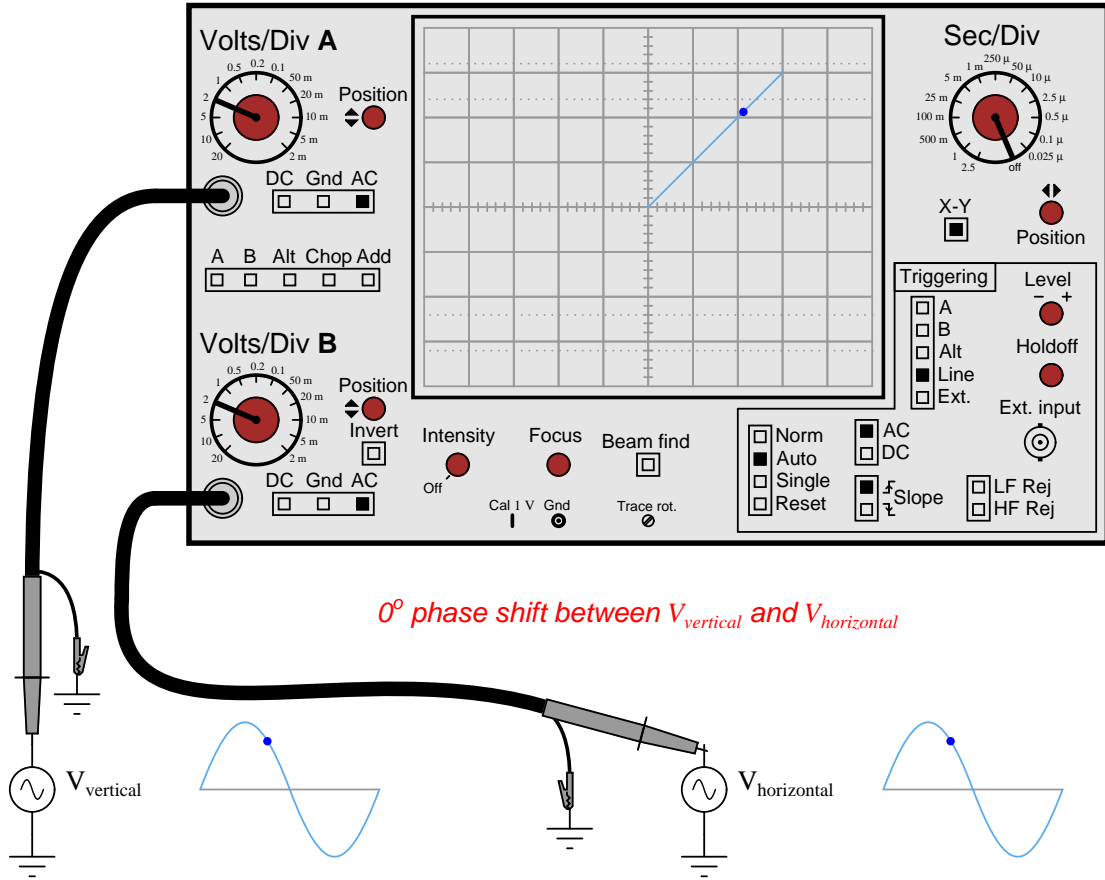 Volts/Div A
20
10
5
2
1
0.5
0.2
0.1
50 m
20 m
10 m
5 m
2 m
Position
DC Gnd AC
A B Alt Chop Add
Volts/Div B
20
10
5
2
1
0.5
0.2
0.1
50 m
20 m
10 m
5 m
2 m
Position
Invert
DC Gnd AC
Intensity
Off
Focus
Beam find
Cal 1 V
Gnd
Trace rot.
Sec/Div
2.5
1
500 m
100 m
25 m
5 m
1 m
250 µ
50 µ
10 µ
2.5 µ
0.5 µ
0.1 µ
0.025 µ
off
X-Y
Position
Triggering
A
B
Alt
Line
Ext.
Level
− +
Holdoff
Ext. input
Norm
Auto
Single
Reset
AC
DC
Slope
LF Rej
HF Rej
0° phase shift between Vvertical and Vhorizontal
Vvertical
Vhorizontal